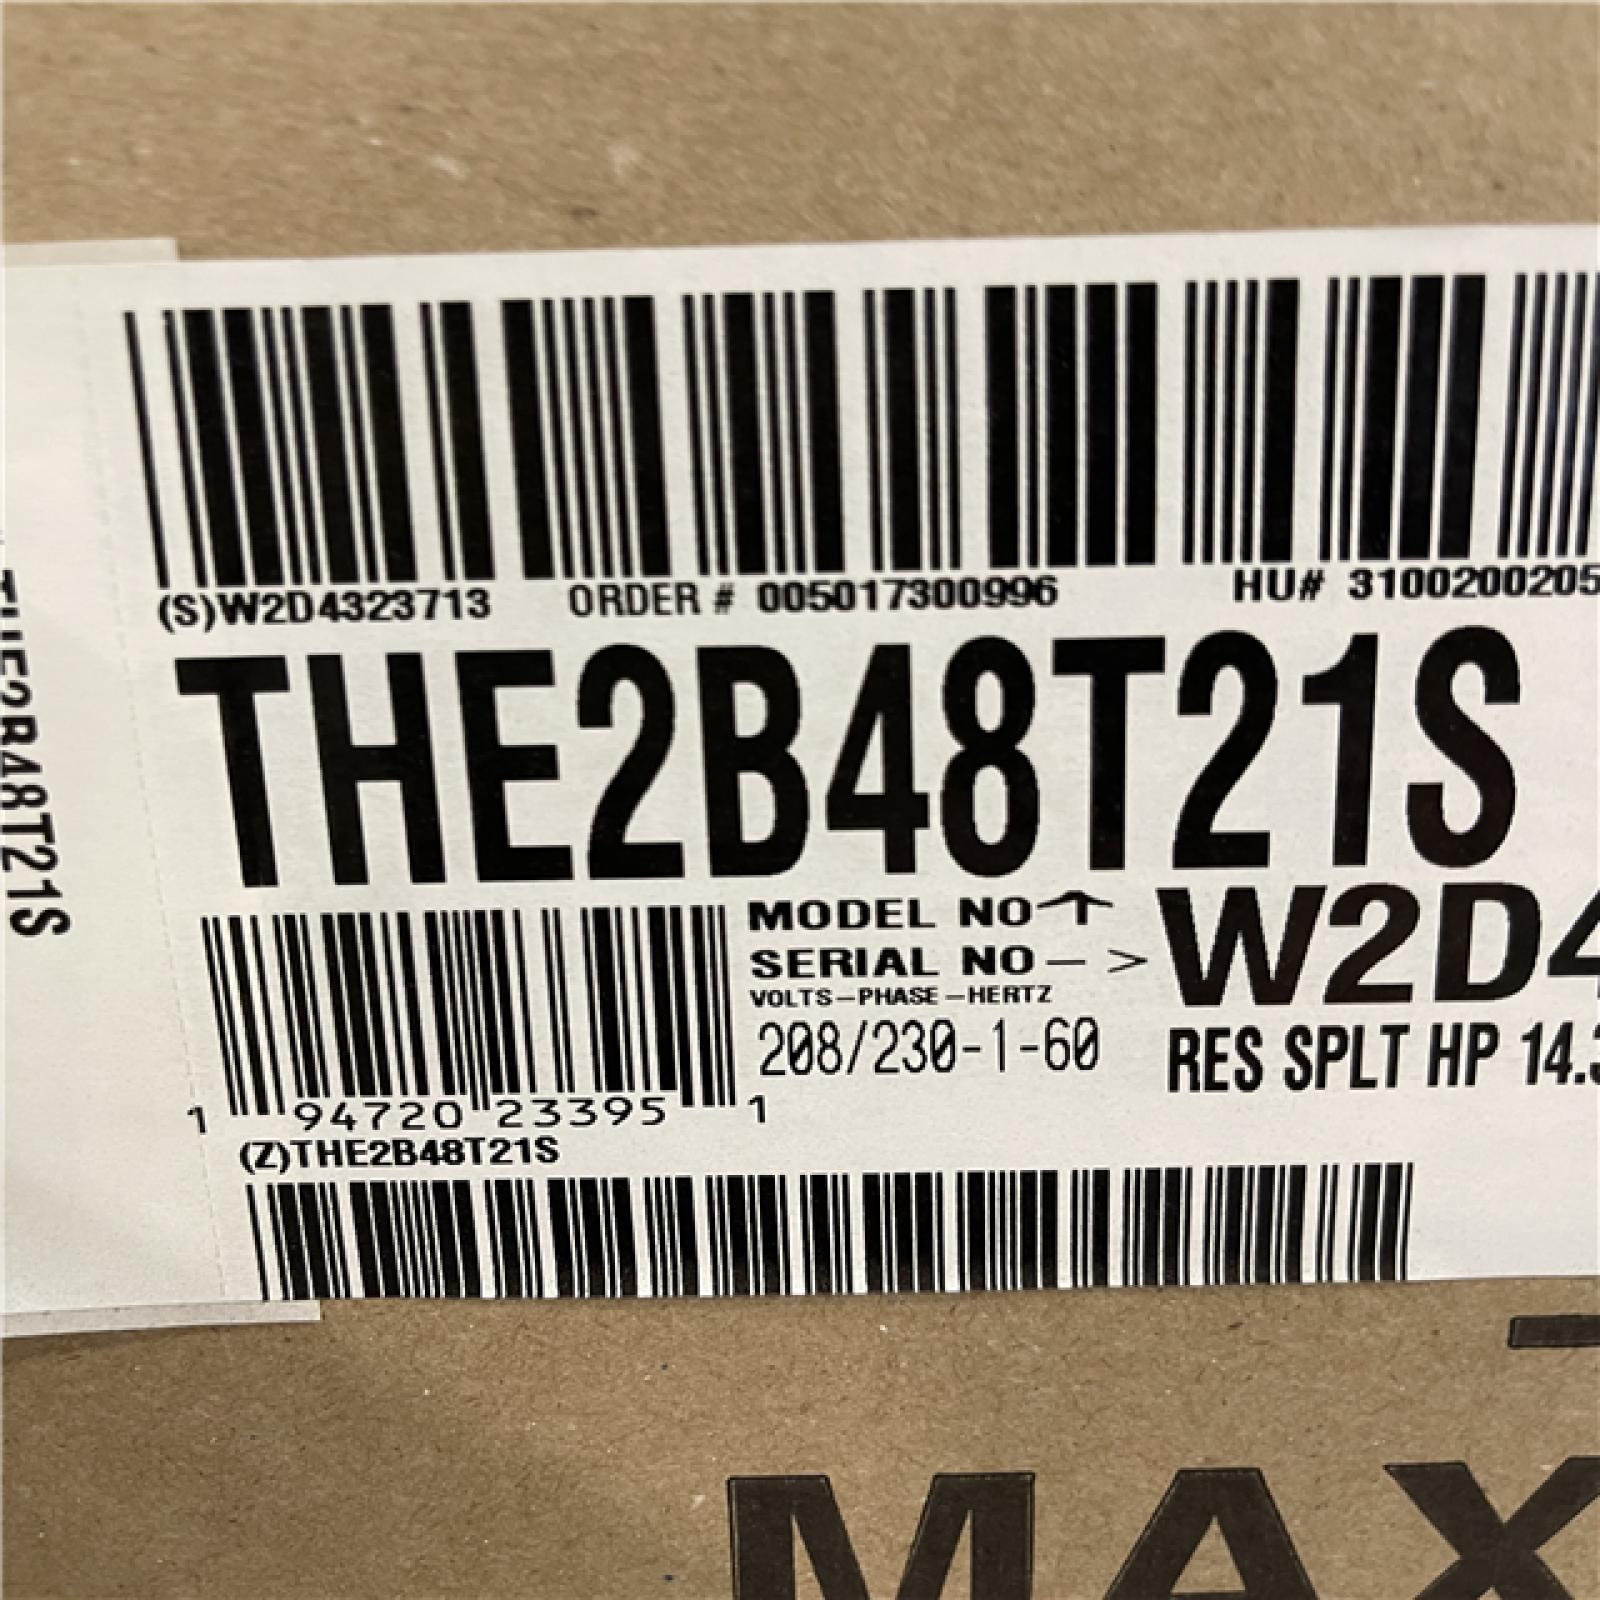 (S)W2D4323713 ORDER # 005017300996 HU# 3100200205
THE2B48T21S
THE2B48T21S
MODEL NO
SERIAL NO — > W2D4
VOLTS-PHASE-HERTZ
208/230-1-60
RES SPLT HP 14.3
1 94720 23395 1
(Z)THE2B48T21S
MAX